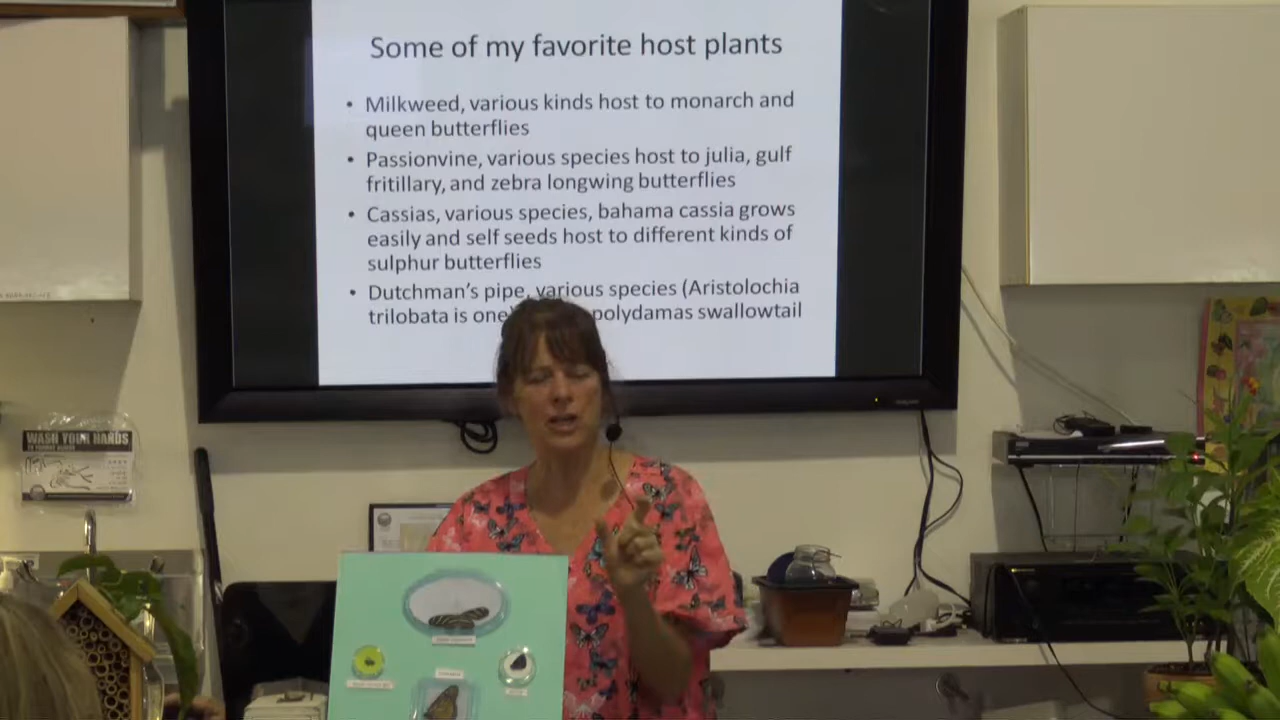 Some of my favorite host plants
• Milkweed, various kinds host to monarch and
queen butterflies
• Passionvine, various species host to julia, gulf
fritillary, and zebra longwing butterflies
• Cassias, various species, bahama cassia grows
easily and self seeds host to different kinds of
sulphur butterflies
• Dutchman's pipe, various species (Aristolochia
trilobata is one) polydamas swallowtail
WASH YOUR HANDS